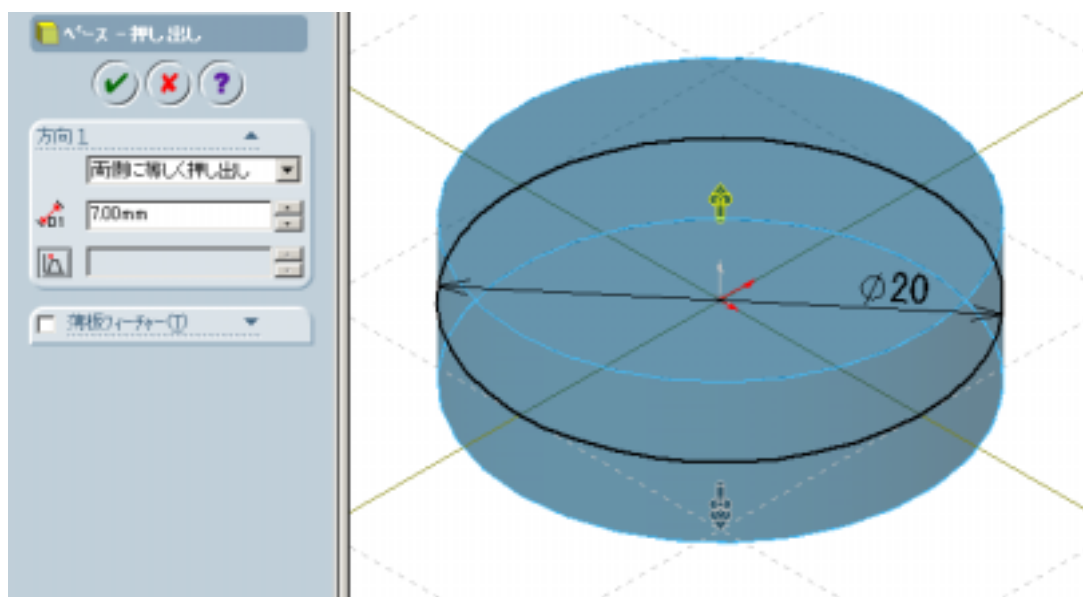 ベース - 押し出し
方向 1
両側に等しく押し出し
D1
7.00mm
薄板フィーチャー(T)
⌀20